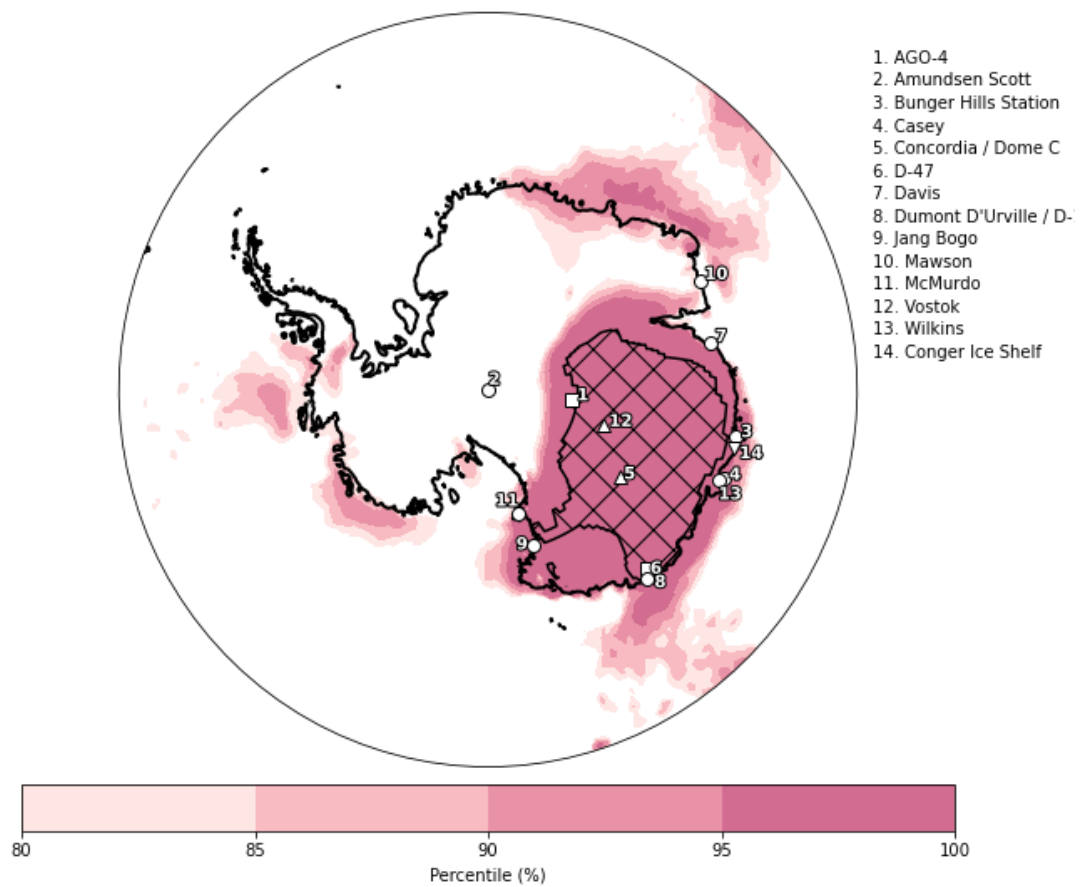 1. AGO-4
2. Amundsen Scott
3. Bunger Hills Station
4. Casey
5. Concordia / Dome C
6. D-47
7. Davis
8. Dumont D'Urville / D-
9. Jang Bogo
10. Mawson
11. McMurdo
12. Vostok
13. Wilkins
14. Conger Ice Shelf
10
7
2
1
12
3
14
5
4
13
11
9
6
8
80 85 90 95 100
Percentile (%)